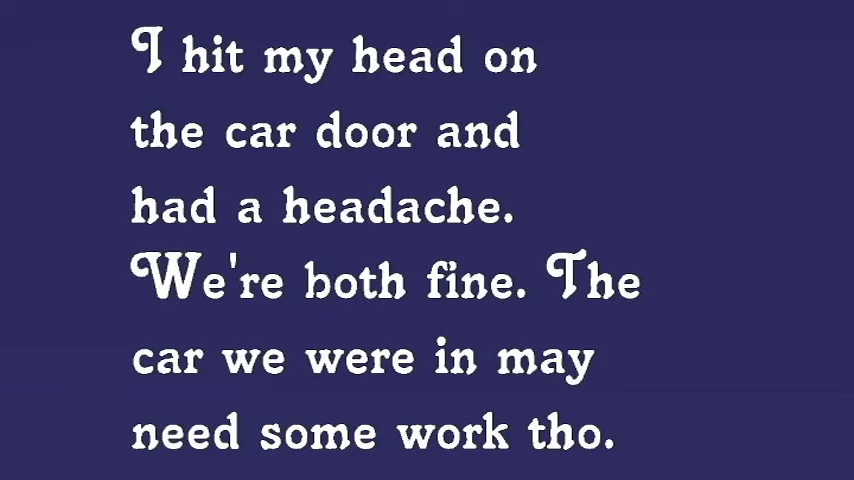 I hit my head on
the car door and
had a headache.
We're both fine. The
car we were in may
need some work tho.